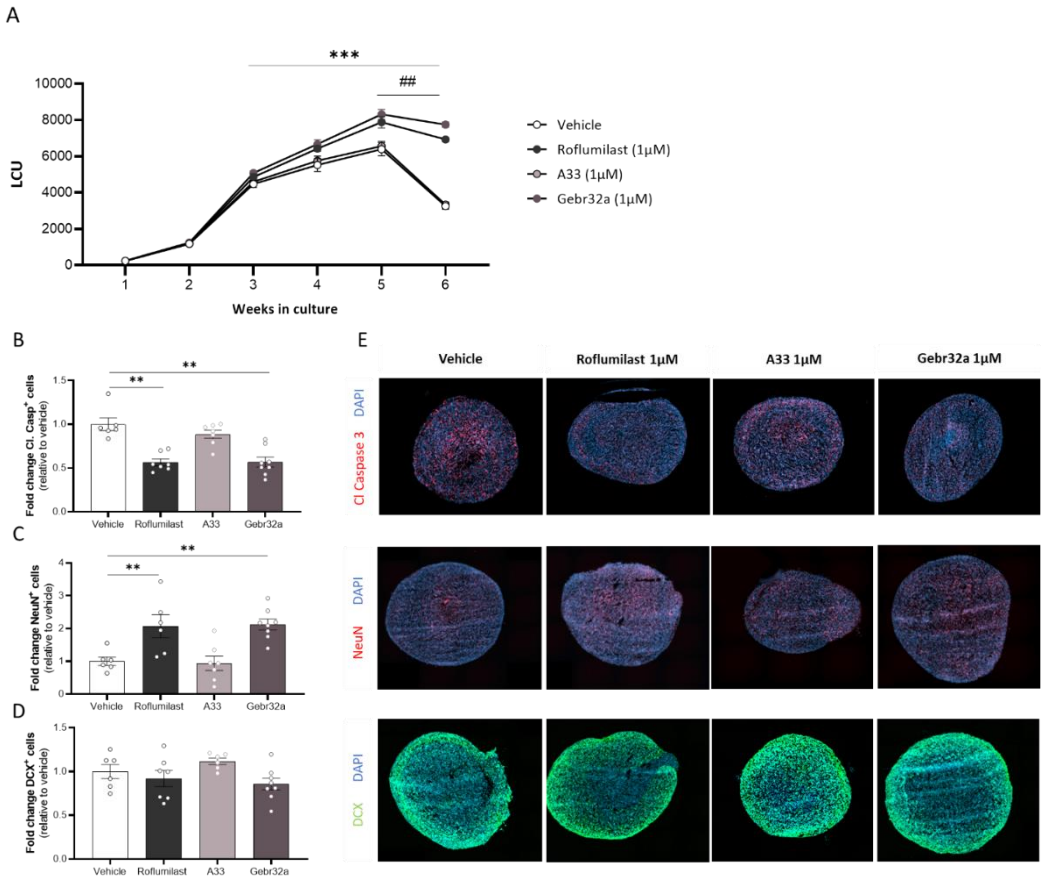 A
***
##
10000
8000
6000
4000
2000
0
LCU
1 2 3 4 5 6
Weeks in culture
Vehicle
Roflumilast (1μM)
A33 (1μM)
Gebr32a (1μM)
B
**
**
Fold change Cl. Casp+ cells
(relative to vehicle)
1.5
1.0
0.5
0.0
Vehicle Roflumilast A33 Gebr32a
C
**
**
Fold change NeuN+ cells
(relative to vehicle)
4
3
2
1
0
Vehicle Roflumilast A33 Gebr32a
D
Fold change DCX+ cells
(relative to vehicle)
1.5
1.0
0.5
0.0
Vehicle Roflumilast A33 Gebr32a
E
Vehicle Roflumilast 1μM A33 1μM Gebr32a 1μM
Cl Caspase 3 DAPI
NeuN DAPI
DCX DAPI